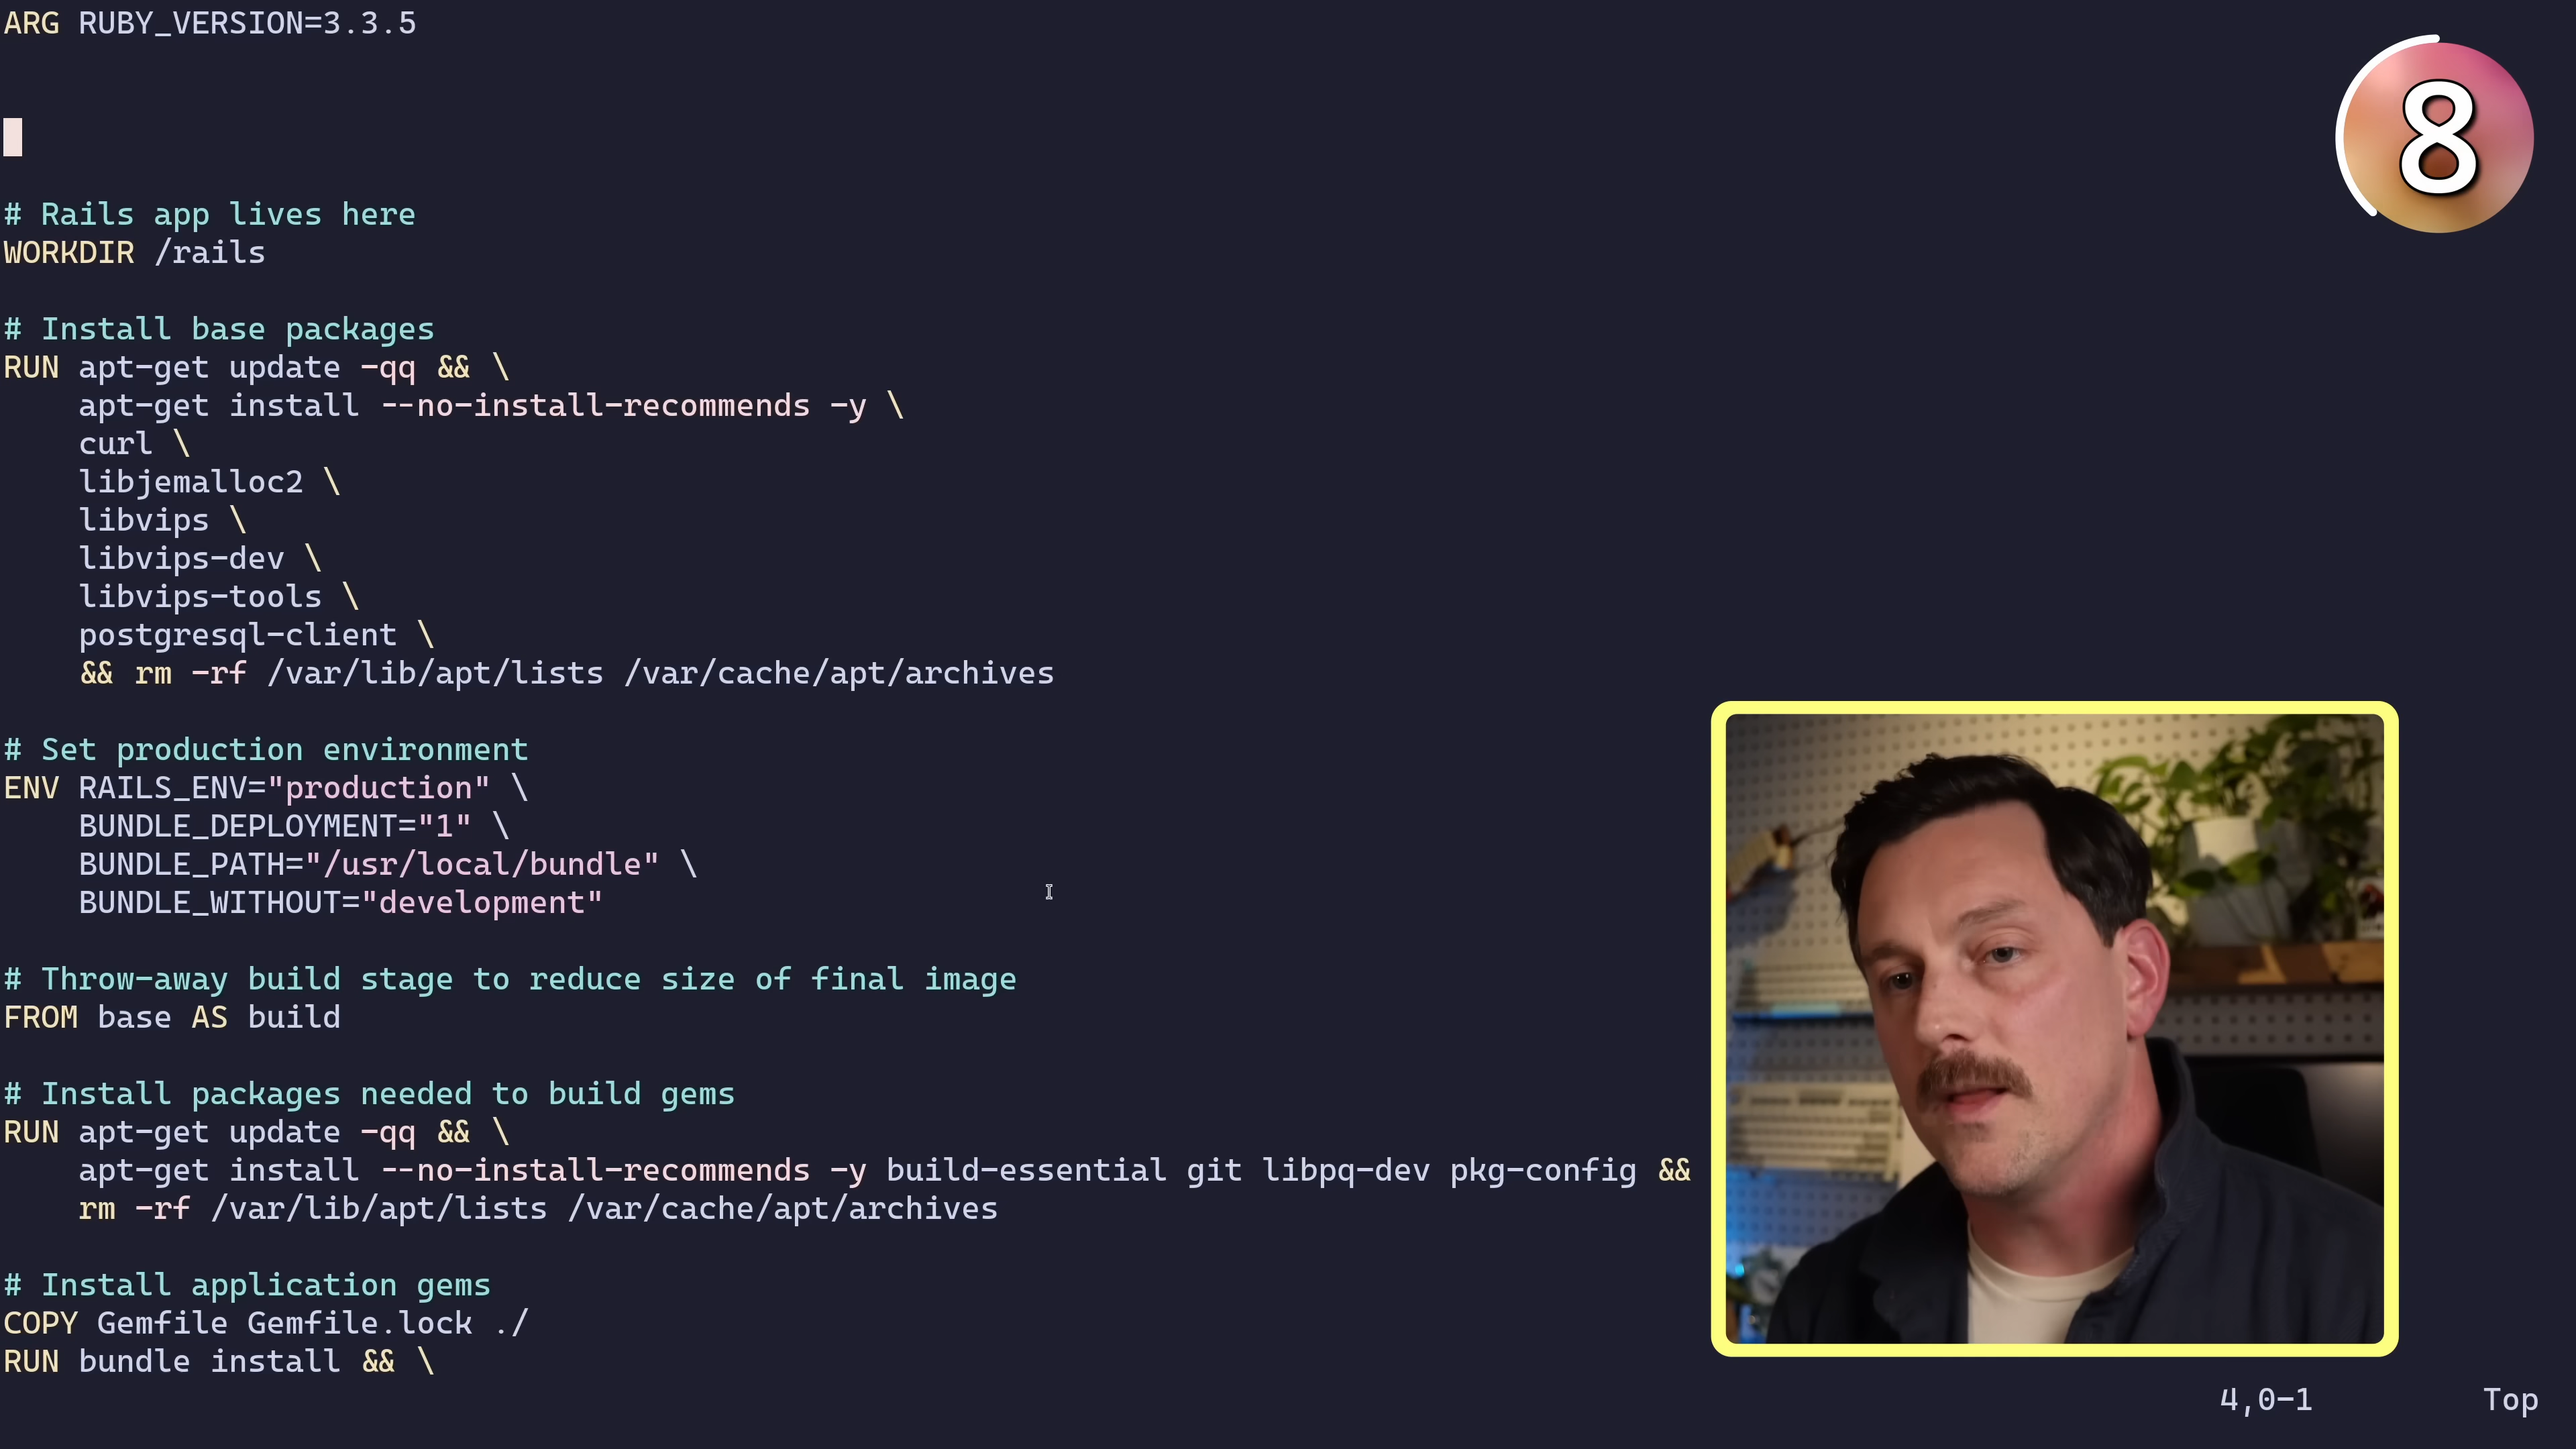 ARG RUBY_VERSION=3.3.5
8
# Rails app lives here
WORKDIR /rails
# Install base packages
RUN apt-get update -qq && \
apt-get install --no-install-recommends -y \
curl \
libjemalloc2 \
libvips \
libvips-dev \
libvips-tools \
postgresql-client \
&& rm -rf /var/lib/apt/lists /var/cache/apt/archives
# Set production environment
ENV RAILS_ENV="production" \
BUNDLE_DEPLOYMENT="1" \
BUNDLE_PATH="/usr/local/bundle" \
BUNDLE_WITHOUT="development"
# Throw-away build stage to reduce size of final image
FROM base AS build
# Install packages needed to build gems
RUN apt-get update -qq && \
apt-get install --no-install-recommends -y build-essential git libpq-dev pkg-config &&
rm -rf /var/lib/apt/lists /var/cache/apt/archives
# Install application gems
COPY Gemfile Gemfile.lock ./
RUN bundle install && \
4,0-1 Top